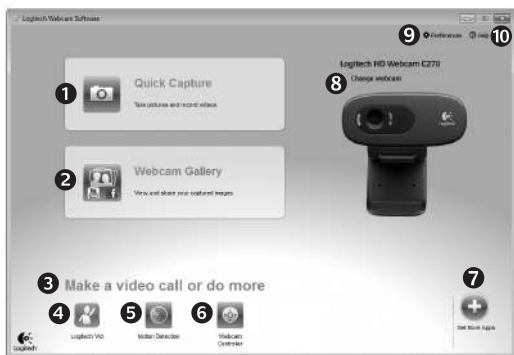 Logitech Webcam Software
9 Preferences Help 10
Logitech HD Webcam C270
8 Change webcam
1 Quick Capture
Take pictures and record videos.
2 Webcam Gallery
View and share your captured images.
Logitech
3 Make a video call or do more
4 Logitech Vid
5 Motion Detection
6 Webcam
Controller
7
Get More Apps
Logitech